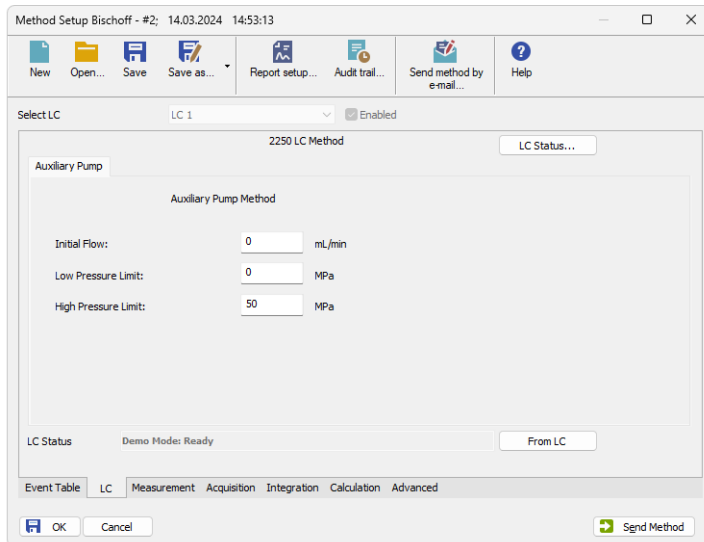 Method Setup Bischoff - #2; 14.03.2024 14:53:13
New Open... Save Save as... Report setup... Audit trail... Send method by e-mail... Help
Select LC LC 1 Enabled
2250 LC Method LC Status...
Auxiliary Pump
Auxiliary Pump Method
Initial Flow: 0 mL/min
Low Pressure Limit: 0 MPa
High Pressure Limit: 50 MPa
LC Status Demo Mode: Ready From LC
Event Table LC Measurement Acquisition Integration Calculation Advanced
OK Cancel Send Method